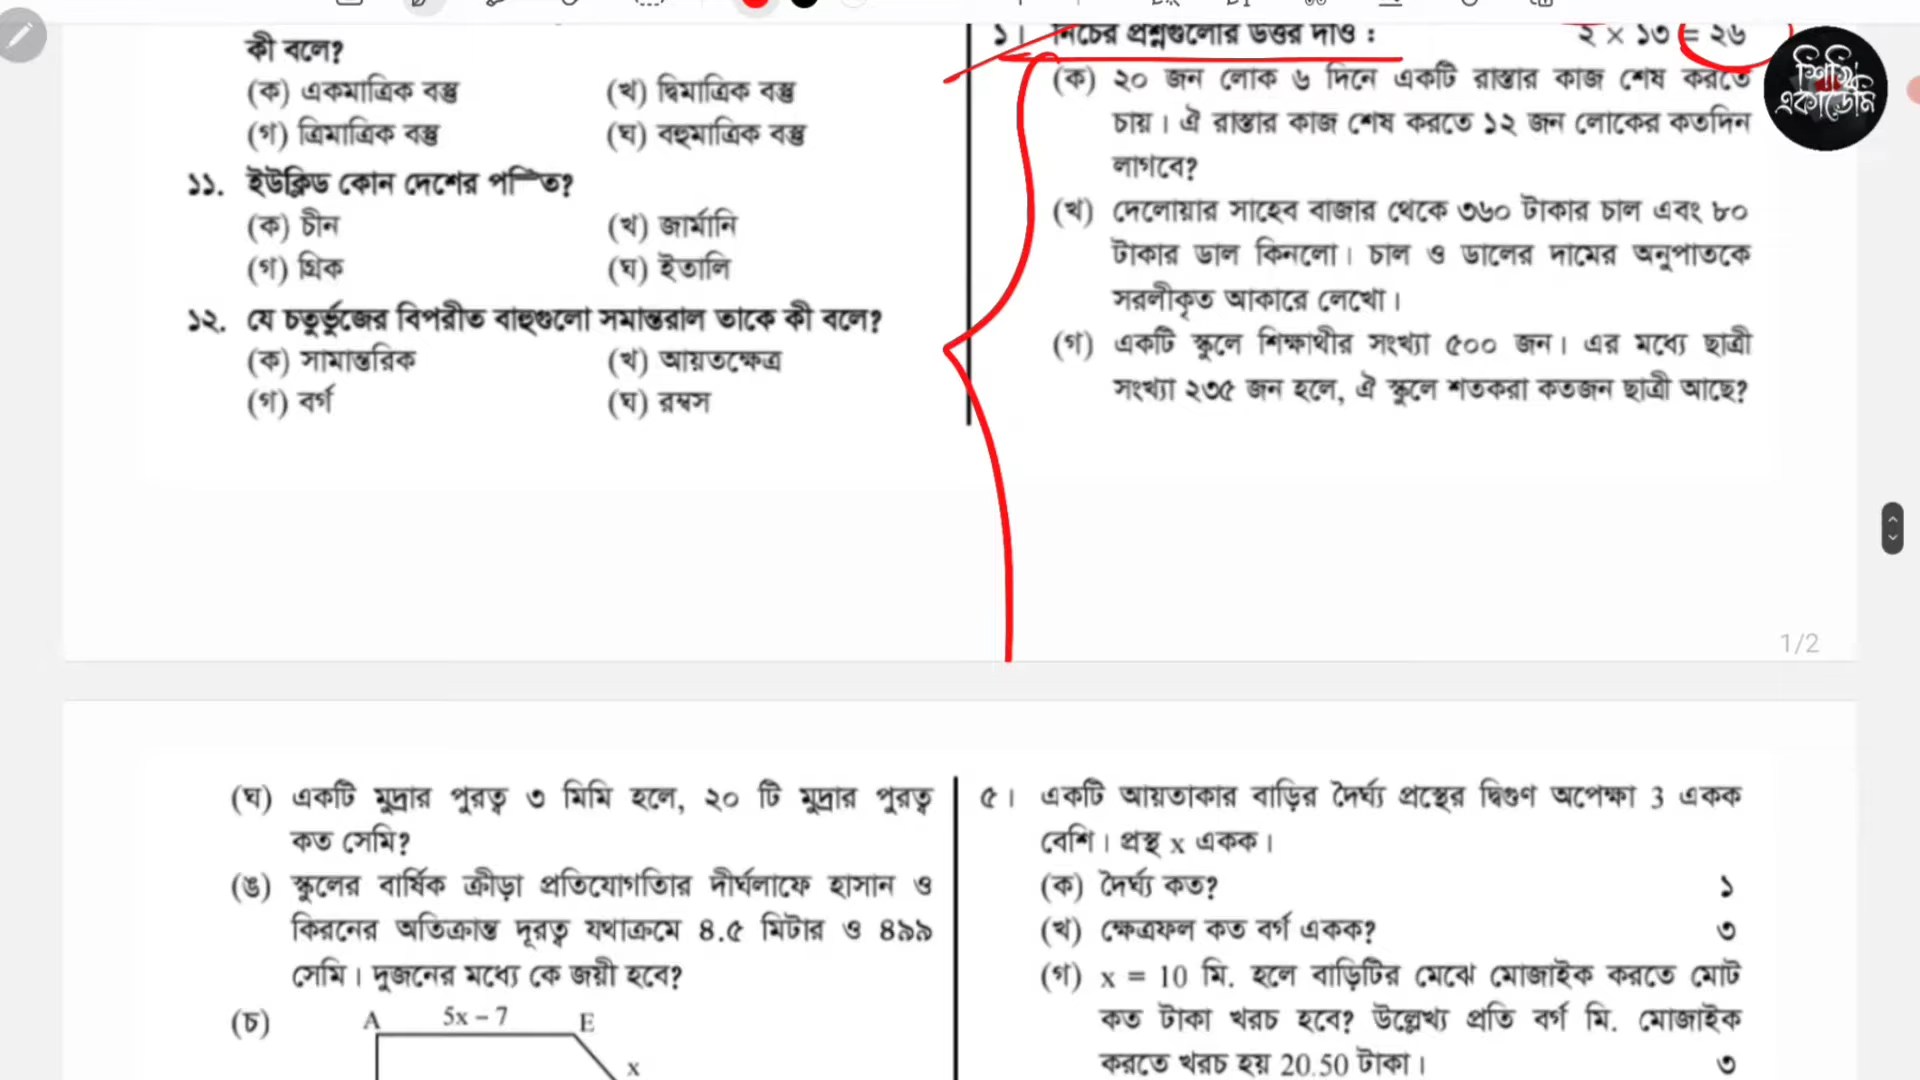 কী বলে?
(ক) একমাত্রিক বস্তু (খ) দ্বিমাত্রিক বস্তু
(গ) ত্রিমাত্রিক বস্তু (ঘ) বহুমাত্রিক বস্তু
১১. ইউক্লিড কোন দেশের
(ক) চীন (খ) জার্মানি
(গ) গ্রিক (ঘ) ইতালি
১২. যে চতুর্ভুজের বিপরীত বাহুগুলো সমান্তরাল তাকে কী বলে?
(ক) সামান্তরিক (খ) আয়তক্ষেত্র
(গ) বর্গ (ঘ) রম্বস
১। নিচের প্রশ্নগুলোর উত্তর দাও : ২ × ১৩ = ২৬
(ক) ২০ জন লোক ৬ দিনে একটি রাস্তার কাজ শেষ করতে
চায়। ঐ রাস্তার কাজ শেষ করতে ১২ জন লোকের কতদিন
লাগবে?
(খ) দেলোয়ার সাহেব বাজার থেকে ৩৬০ টাকার চাল এবং ৮০
টাকার ডাল কিনলো। চাল ও ডালের দামের অনুপাতকে
সরলীকৃত আকারে লেখো।
(গ) একটি স্কুলে শিক্ষার্থীর সংখ্যা ৫০০ জন। এর মধ্যে ছাত্রী
সংখ্যা ২৩৫ জন হলে, ঐ স্কুলে শতকরা কতজন ছাত্রী আছে?
শিখি
একাডেমি
1/2
(ঘ) একটি মুদ্রার পুরত্ব ৩ মিমি হলে, ২০ টি মুদ্রার পুরত্ব
কত সেমি?
(ঙ) স্কুলের বার্ষিক ক্রীড়া প্রতিযোগতিার দীর্ঘলাফে হাসান ও
কিরনের অতিক্রান্ত দূরত্ব যথাক্রমে ৪.৫ মিটার ও ৪৯৯
সেমি। দুজনের মধ্যে কে জয়ী হবে?
(চ) A 5x – 7 E
x
৫। একটি আয়তাকার বাড়ির দৈর্ঘ্য প্রস্থের দ্বিগুণ অপেক্ষা 3 একক
বেশি। প্রস্থ x একক।
(ক) দৈর্ঘ্য কত? ১
(খ) ক্ষেত্রফল কত বর্গ একক? ৩
(গ) x = 10 মি. হলে বাড়িটির মেঝে মোজাইক করতে মোট
কত টাকা খরচ হবে? উল্লেখ্য প্রতি বর্গ মি. মোজাইক
করতে খরচ হয় 20.50 টাকা। ৩